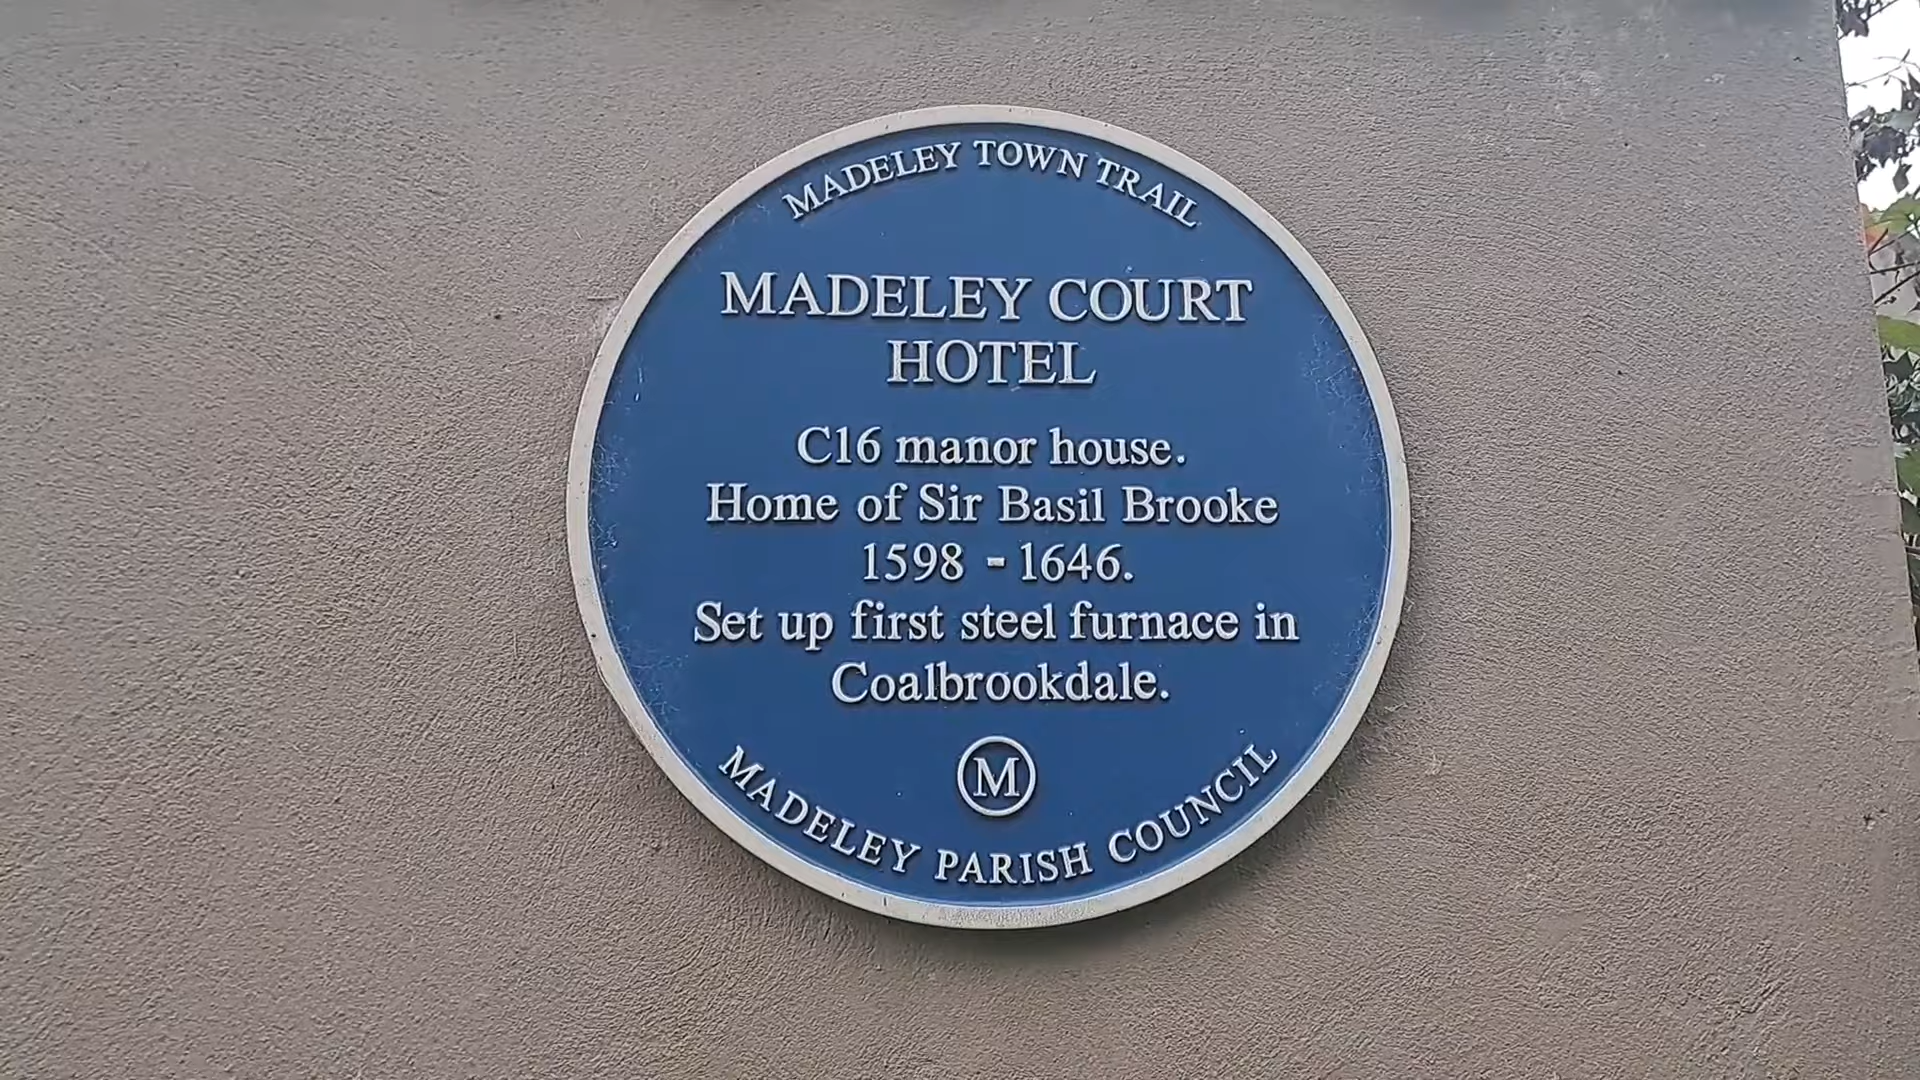 MADELEY TOWN TRAIL
MADELEY COURT
HOTEL
C16 manor house.
Home of Sir Basil Brooke
1598 - 1646.
Set up first steel furnace in
Coalbrookdale.
M
MADELEY PARISH COUNCIL